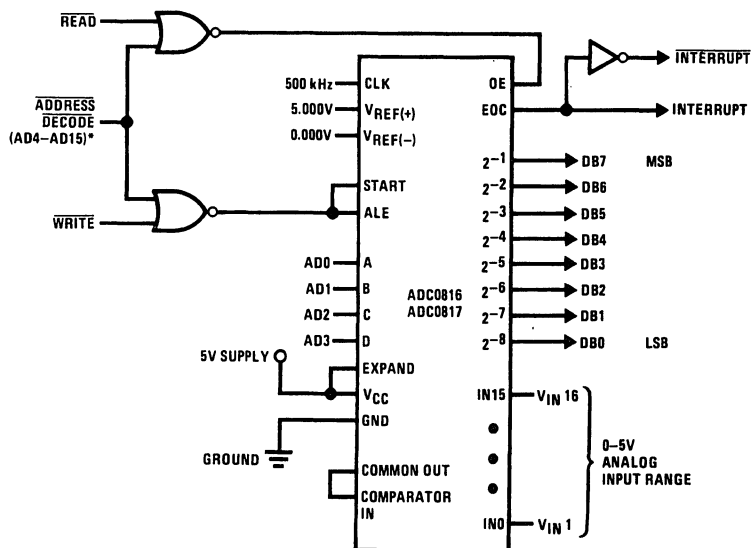 READ
ADDRESS
DECODE
(AD4–AD15)*
WRITE
500 kHz
5.000V
0.000V
CLK
VREF(+)
VREF(−)
START
ALE
AD0
AD1
AD2
AD3
A
B
C
D
5V SUPPLY
EXPAND
VCC
GND
GROUND
COMMON OUT
COMPARATOR
IN
ADC0816
ADC0817
OE
EOC
INTERRUPT
INTERRUPT
2−1 DB7 MSB
2−2 DB6
2−3 DB5
2−4 DB4
2−5 DB3
2−6 DB2
2−7 DB1
2−8 DB0 LSB
IN15 VIN 16
0–5V
ANALOG
INPUT RANGE
IN0 VIN 1